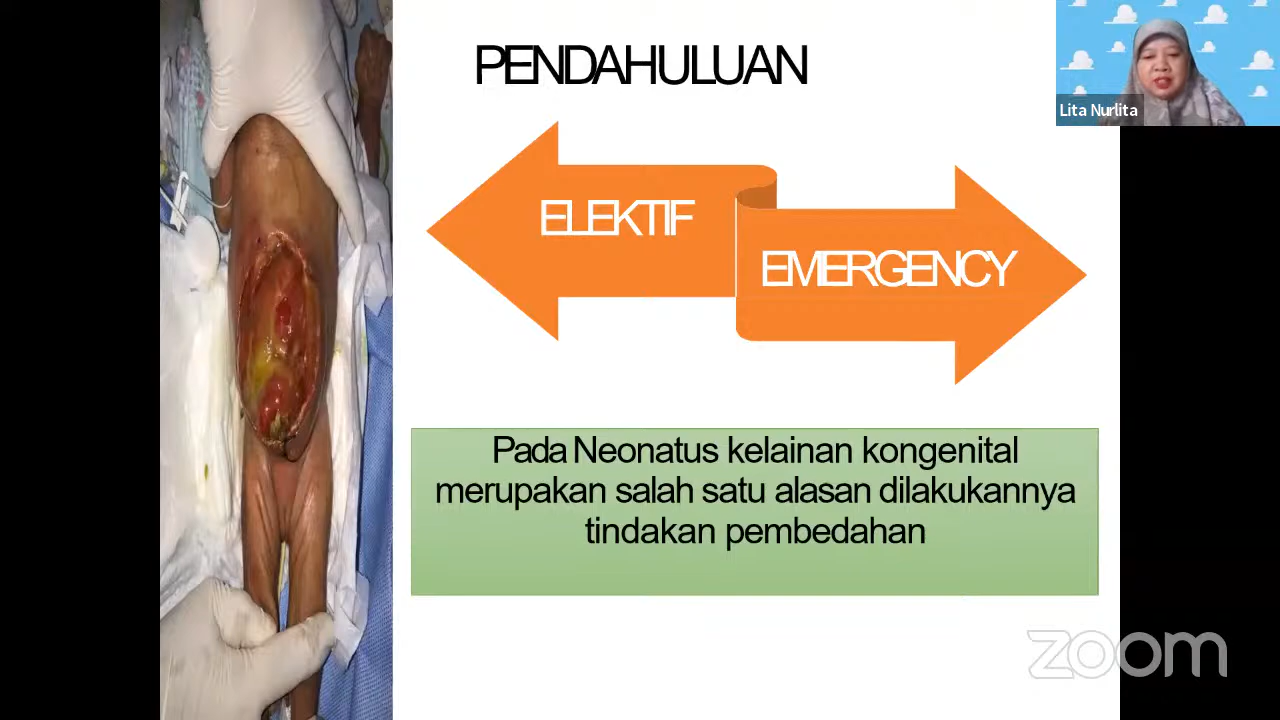 PENDAHULUAN
Lita Nurlita
ELEKTIF
EMERGENCY
Pada Neonatus kelainan kongenital
merupakan salah satu alasan dilakukannya
tindakan pembedahan
zoom